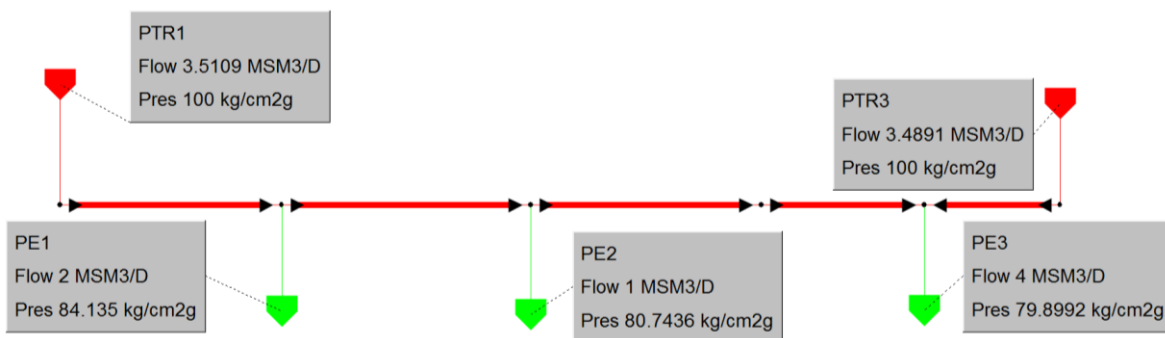 PTR1
Flow 3.5109 MSM3/D
Pres 100 kg/cm2g
PTR3
Flow 3.4891 MSM3/D
Pres 100 kg/cm2g
PE1
Flow 2 MSM3/D
Pres 84.135 kg/cm2g
PE2
Flow 1 MSM3/D
Pres 80.7436 kg/cm2g
PE3
Flow 4 MSM3/D
Pres 79.8992 kg/cm2g